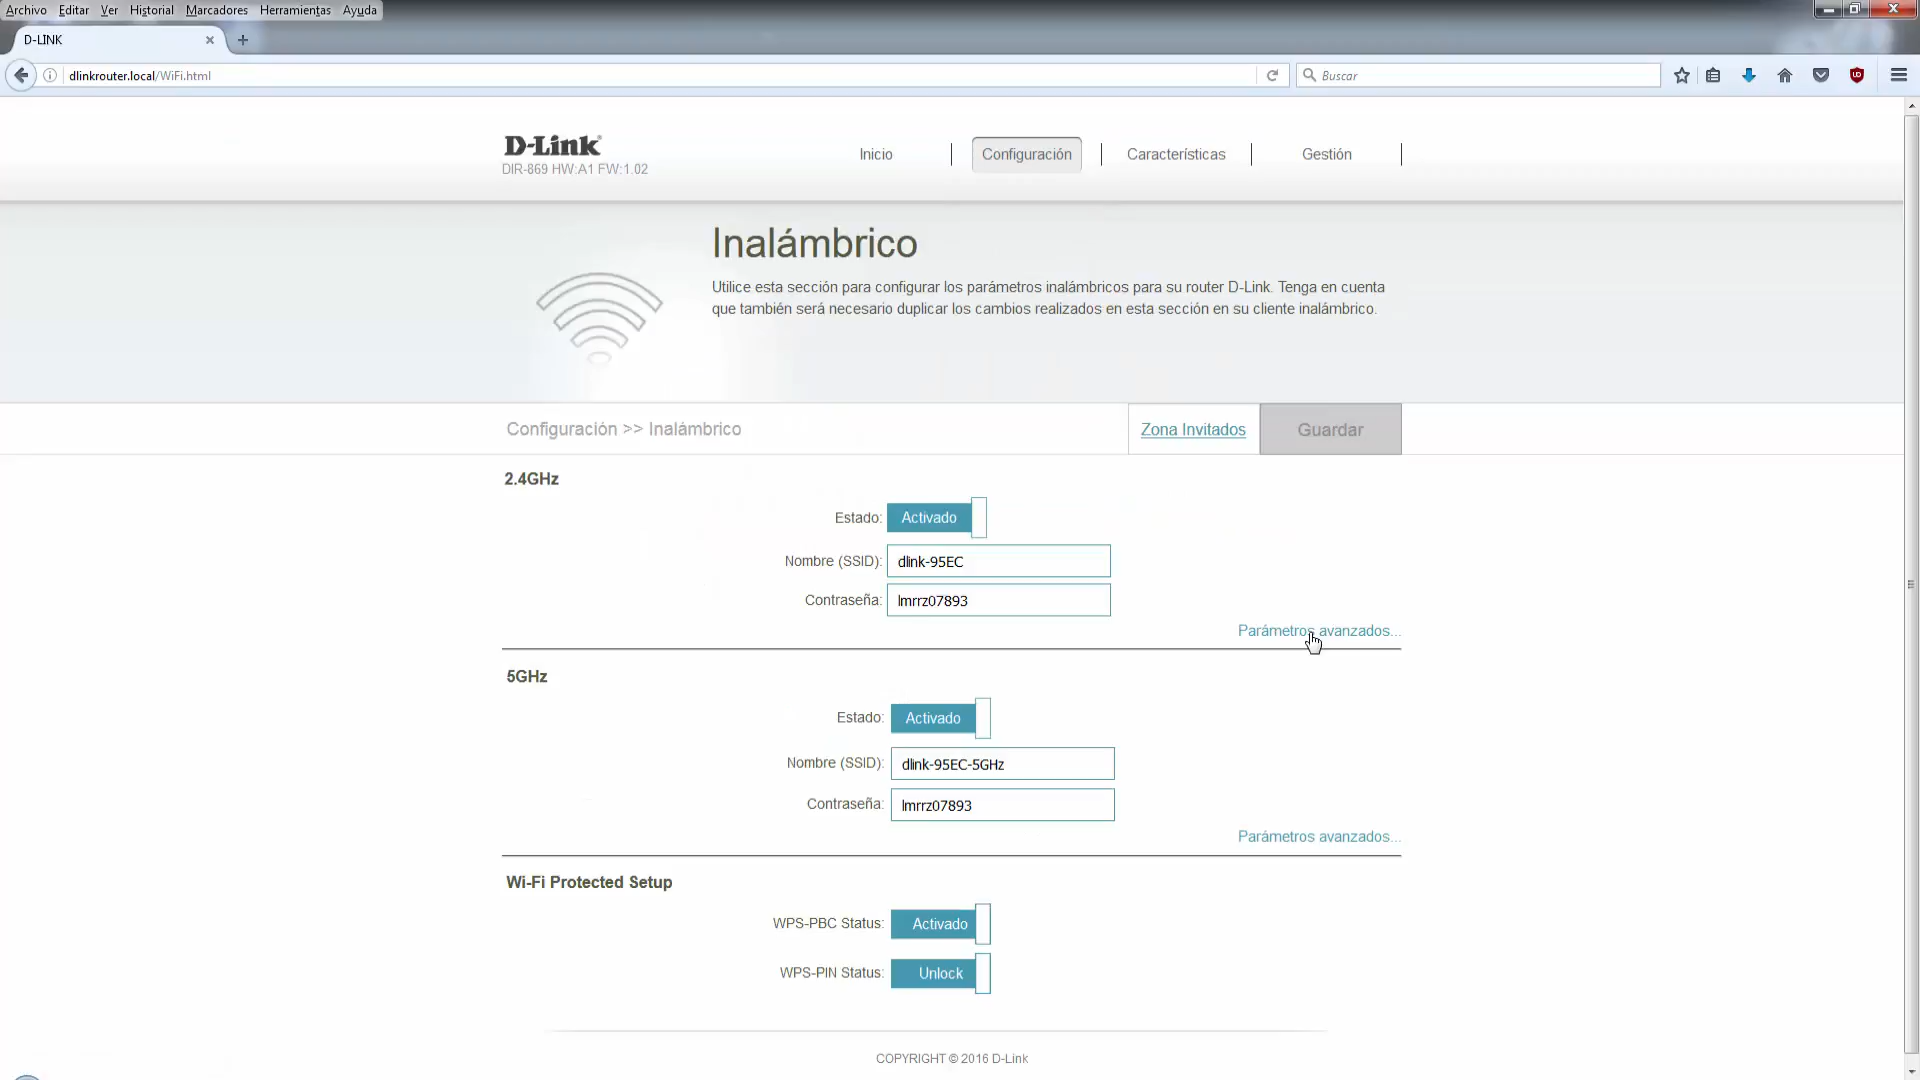 Archivo Editar Ver Historial Marcadores Herramientas Ayuda
D-LINK
dlinkrouter.local/WiFi.html
Buscar
D-Link
DIR-869 HW:A1 FW:1.02
Inicio
Configuración
Características
Gestión
Inalámbrico
Utilice esta sección para configurar los parámetros inalámbricos para su router D-Link. Tenga en cuenta
que también será necesario duplicar los cambios realizados en esta sección en su cliente inalámbrico.
Configuración >> Inalámbrico
Zona Invitados
Guardar
2.4GHz
Estado: Activado
Nombre (SSID): dlink-95EC
Contraseña: lmrrz07893
Parámetros avanzados...
5GHz
Estado: Activado
Nombre (SSID): dlink-95EC-5GHz
Contraseña: lmrrz07893
Parámetros avanzados...
Wi-Fi Protected Setup
WPS-PBC Status: Activado
WPS-PIN Status: Unlock
COPYRIGHT © 2016 D-Link